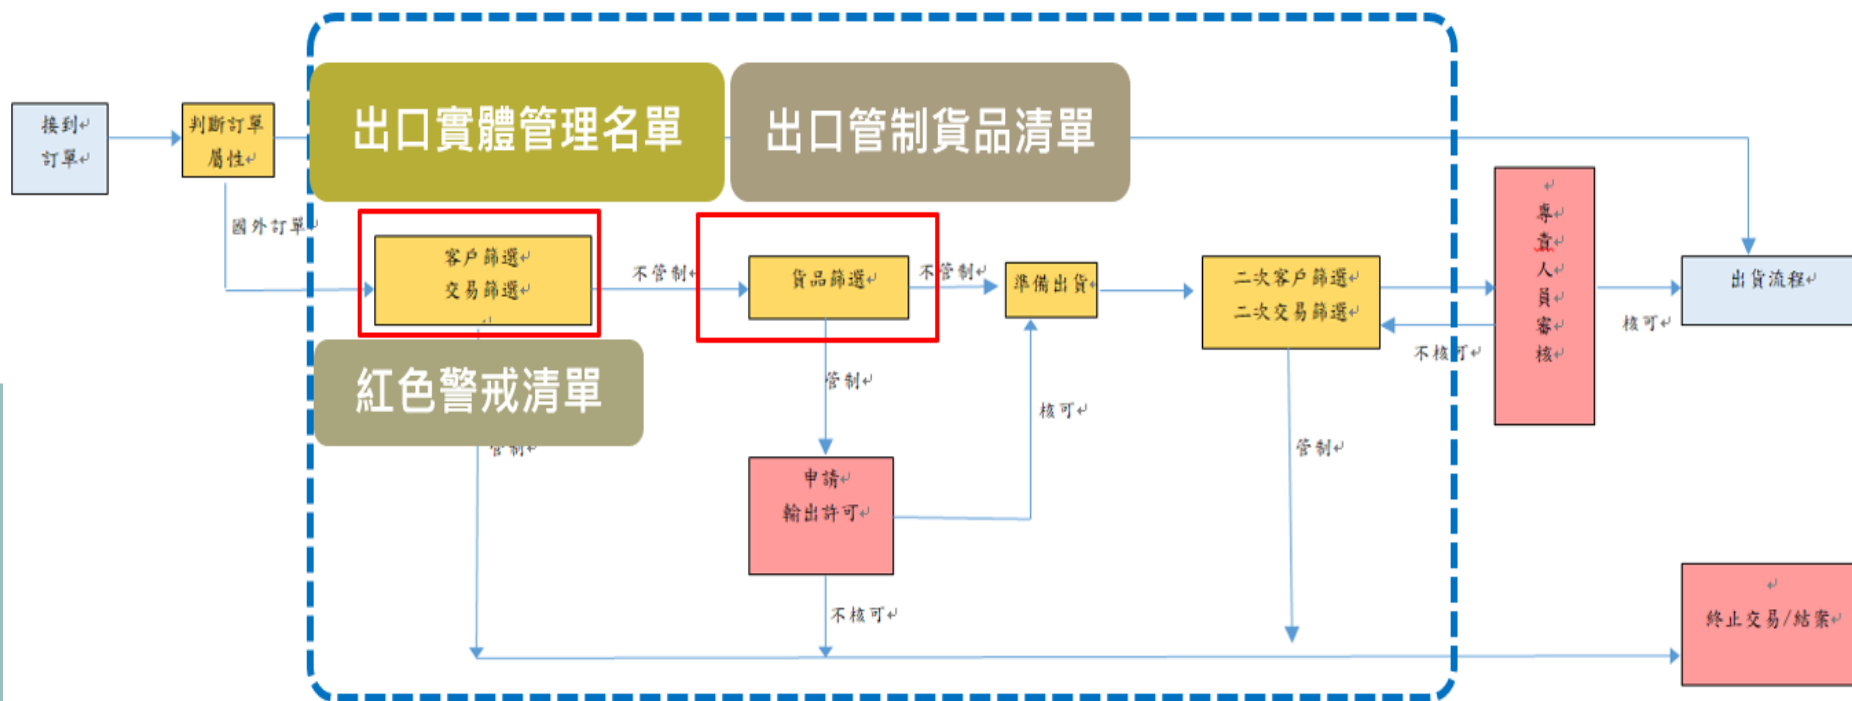 接到
訂單
判斷訂單
屬性
國外訂單
出口實體管理名單
出口管制貨品清單
客戶篩選
交易篩選
紅色警戒清單
管制
不管制
貨品篩選
管制
申請
輸出許可
不核可
不管制
準備出貨
核可
二次客戶篩選
二次交易篩選
管制
不核可
專
責
人
員
審
核
核可
出貨流程
終止交易/結案